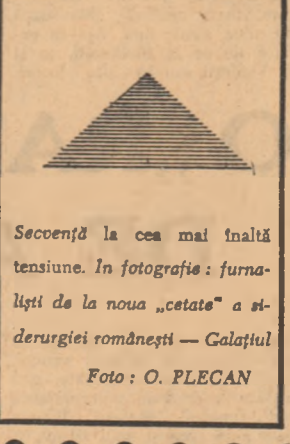 Secvență la cea mai înaltă
tensiune. In fotografie : furna-
liști de la noua „cetate" a si-
derurgiei românești — Galațiul
Foto : O. PLECAN